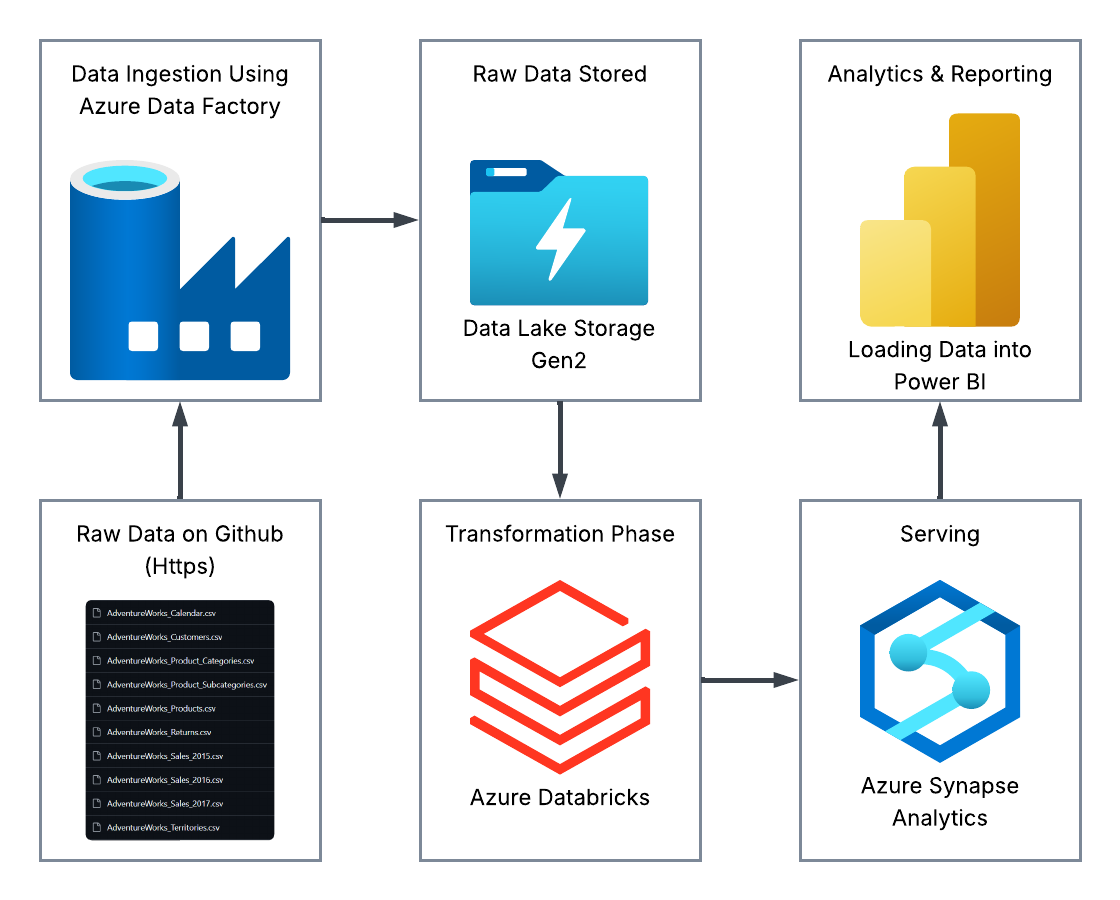 Data Ingestion Using
Azure Data Factory
Raw Data Stored
Data Lake Storage
Gen2
Analytics & Reporting
Loading Data into
Power BI
Raw Data on Github
(Https)
AdventureWorks_Calendar.csv
AdventureWorks_Customers.csv
AdventureWorks_Product_Categories.csv
AdventureWorks_Product_Subcategories.csv
AdventureWorks_Products.csv
AdventureWorks_Returns.csv
AdventureWorks_Sales_2015.csv
AdventureWorks_Sales_2016.csv
AdventureWorks_Sales_2017.csv
AdventureWorks_Territories.csv
Transformation Phase
Azure Databricks
Serving
Azure Synapse
Analytics